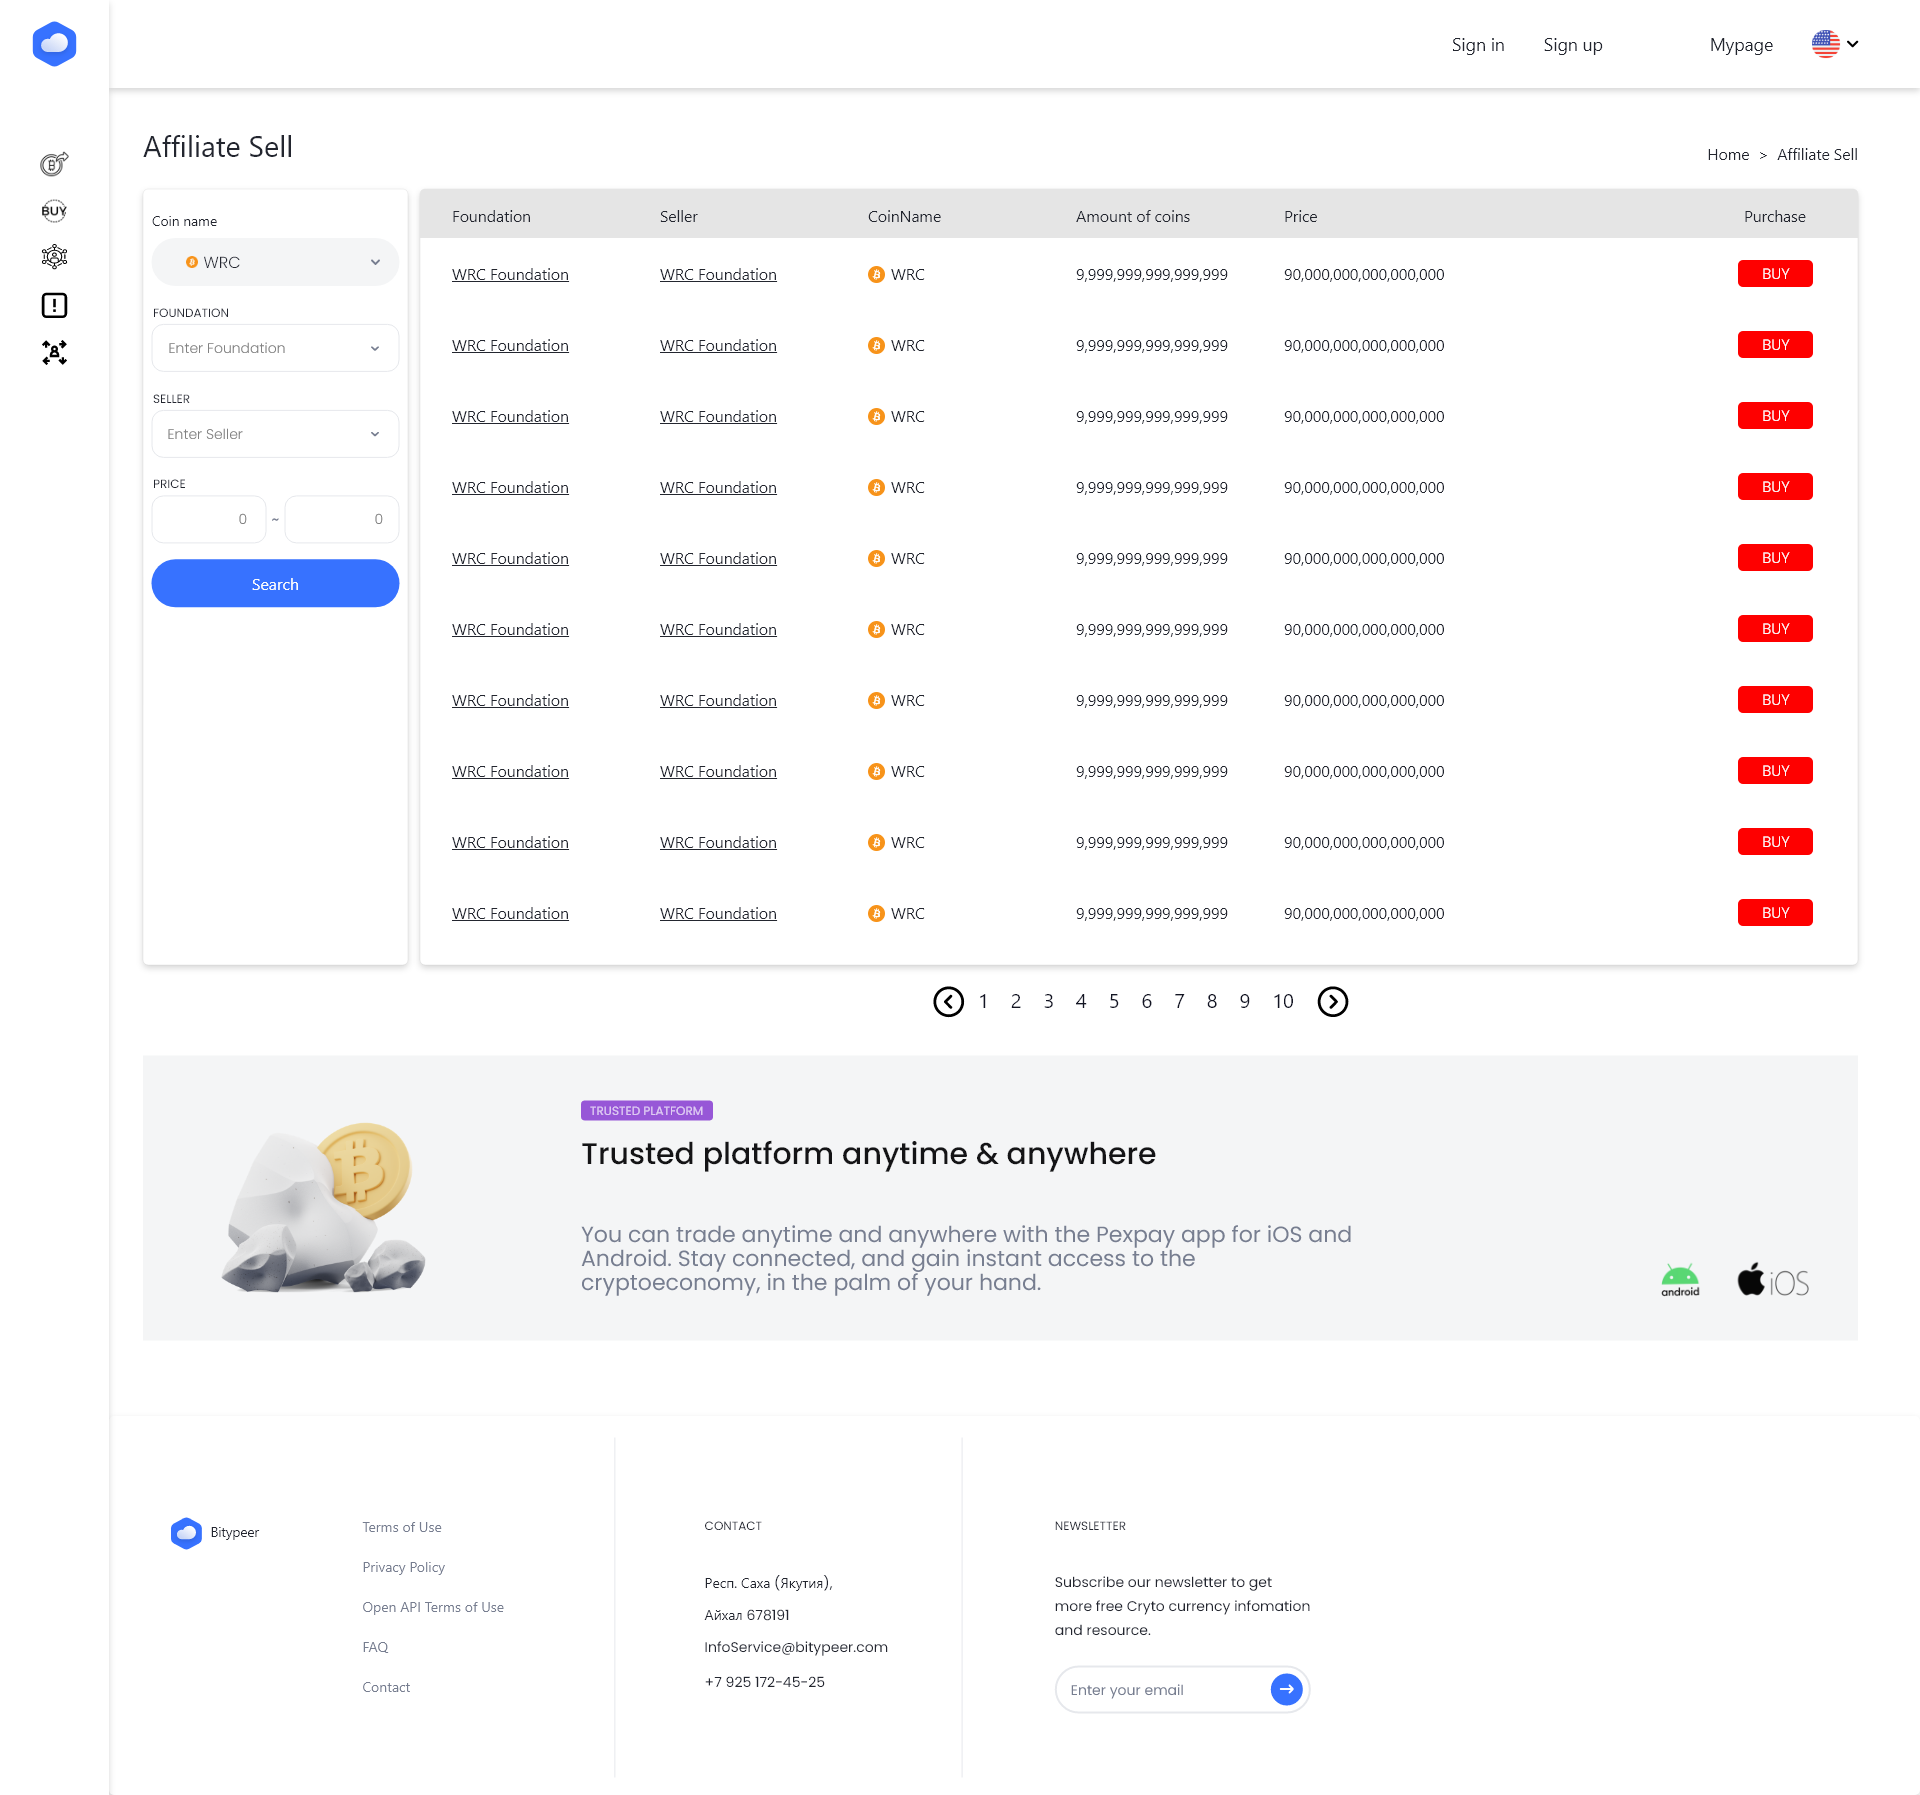 Sign in Sign up Mypage
Affiliate Sell
Home > Affiliate Sell
BUY
Coin name
WRC
FOUNDATION
Enter Foundation
SELLER
Enter Seller
PRICE
0 ~ 0
Search
Foundation Seller CoinName Amount of coins Price Purchase
WRC Foundation WRC Foundation WRC 9,999,999,999,999,999 90,000,000,000,000,000 BUY
WRC Foundation WRC Foundation WRC 9,999,999,999,999,999 90,000,000,000,000,000 BUY
WRC Foundation WRC Foundation WRC 9,999,999,999,999,999 90,000,000,000,000,000 BUY
WRC Foundation WRC Foundation WRC 9,999,999,999,999,999 90,000,000,000,000,000 BUY
WRC Foundation WRC Foundation WRC 9,999,999,999,999,999 90,000,000,000,000,000 BUY
WRC Foundation WRC Foundation WRC 9,999,999,999,999,999 90,000,000,000,000,000 BUY
WRC Foundation WRC Foundation WRC 9,999,999,999,999,999 90,000,000,000,000,000 BUY
WRC Foundation WRC Foundation WRC 9,999,999,999,999,999 90,000,000,000,000,000 BUY
WRC Foundation WRC Foundation WRC 9,999,999,999,999,999 90,000,000,000,000,000 BUY
WRC Foundation WRC Foundation WRC 9,999,999,999,999,999 90,000,000,000,000,000 BUY
1 2 3 4 5 6 7 8 9 10
TRUSTED PLATFORM
Trusted platform anytime & anywhere
You can trade anytime and anywhere with the Pexpay app for iOS and
Android. Stay connected, and gain instant access to the
cryptoeconomy, in the palm of your hand.
android
iOS
Bitypeer
Terms of Use
Privacy Policy
Open API Terms of Use
FAQ
Contact
CONTACT
Респ. Саха (Якутия),
Айхал 678191
InfoService@bitypeer.com
+7 925 172-45-25
NEWSLETTER
Subscribe our newsletter to get
more free Cryto currency infomation
and resource.
Enter your email